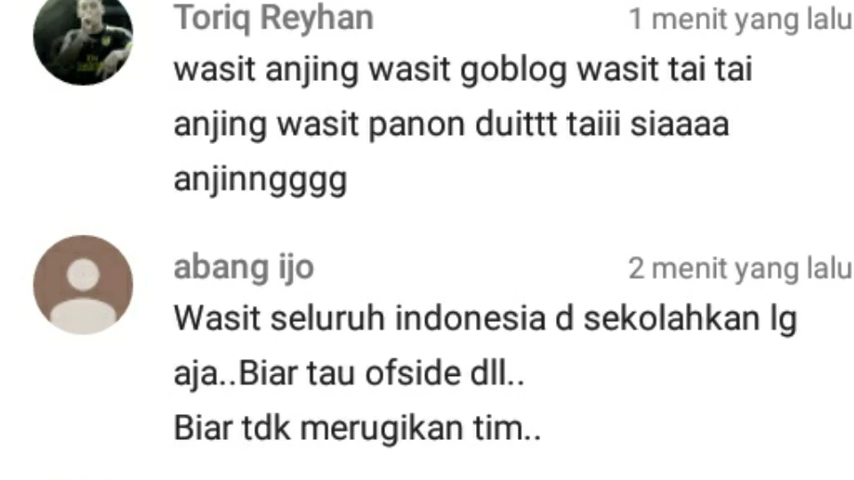 Toriq Reyhan 1 menit yang lalu
wasit anjing wasit goblog wasit tai tai
anjing wasit panon duittt taiii siaaaa
anjinngggg
abang ijo 2 menit yang lalu
Wasit seluruh indonesia d sekolahkan lg
aja..Biar tau ofside dll..
Biar tdk merugikan tim..